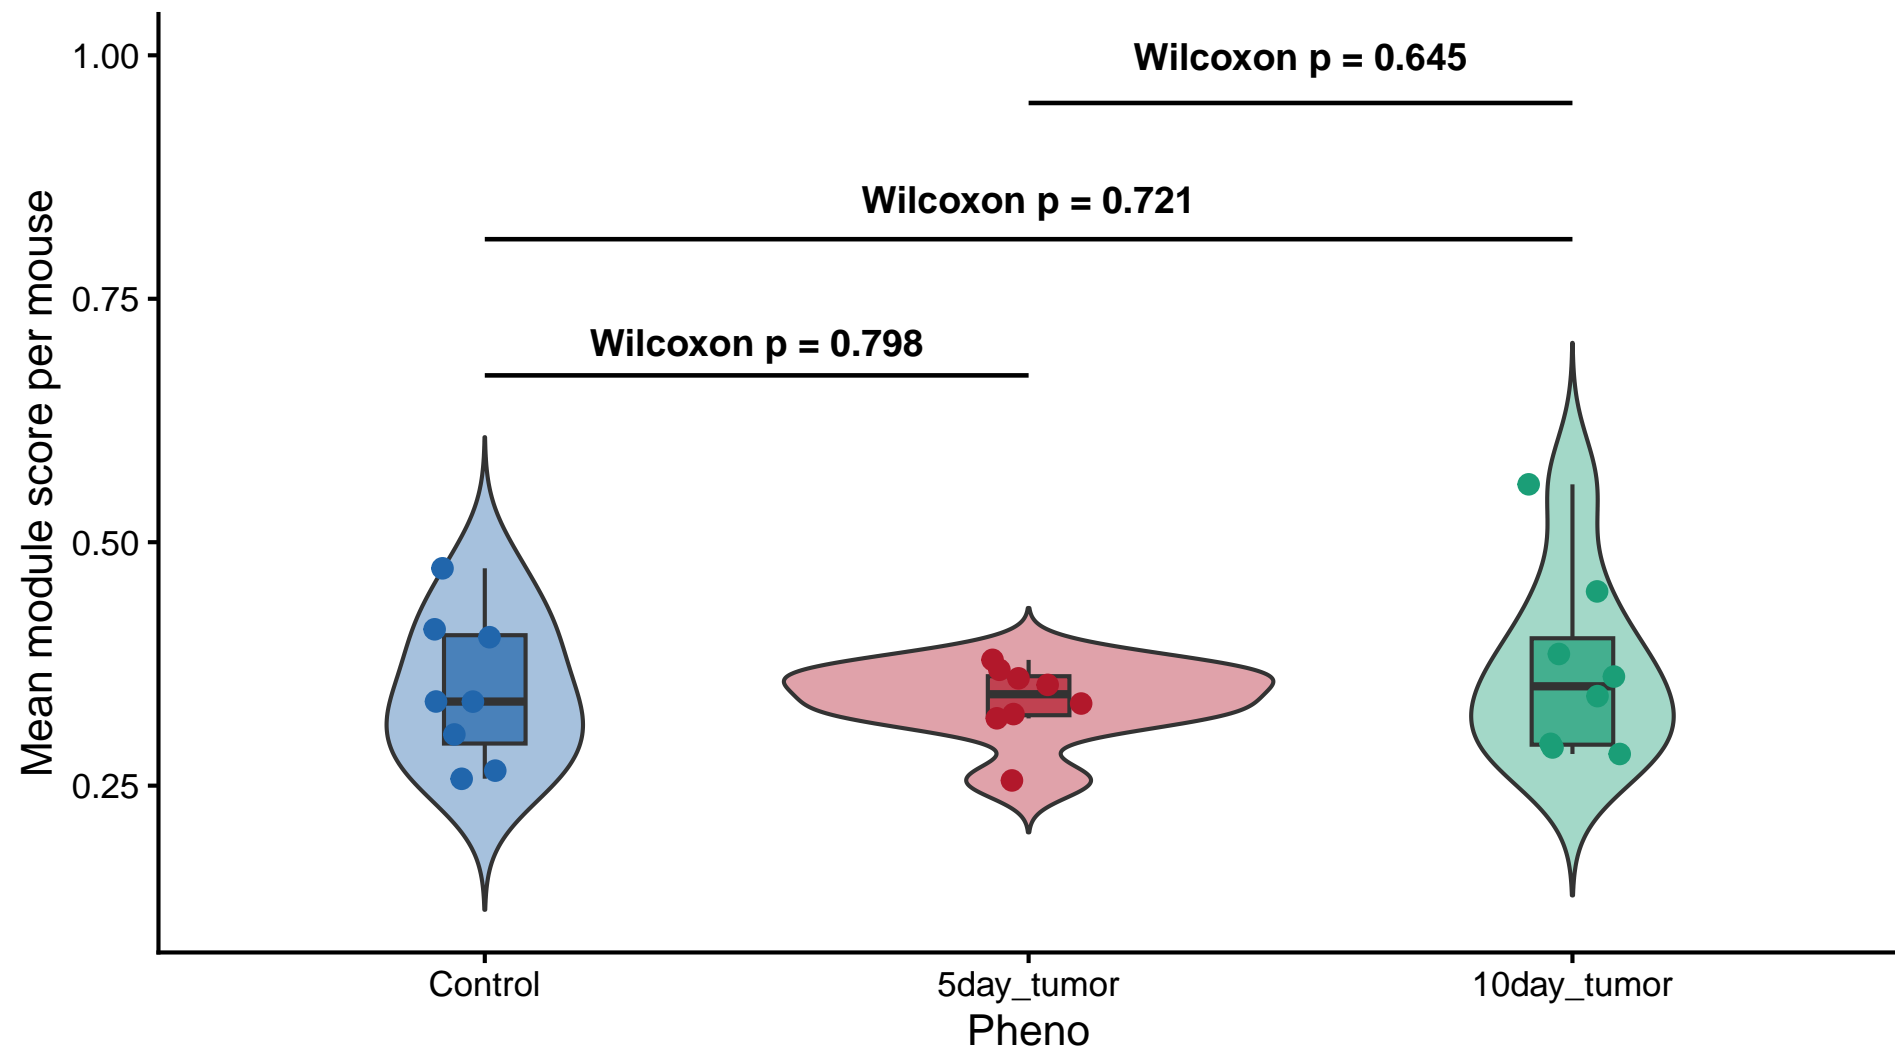 Wilcoxon p = 0.645
Wilcoxon p = 0.721
Wilcoxon p = 0.798
Mean module score per mouse
1.00
0.75
0.50
0.25
Control
5day_tumor
10day_tumor
Pheno